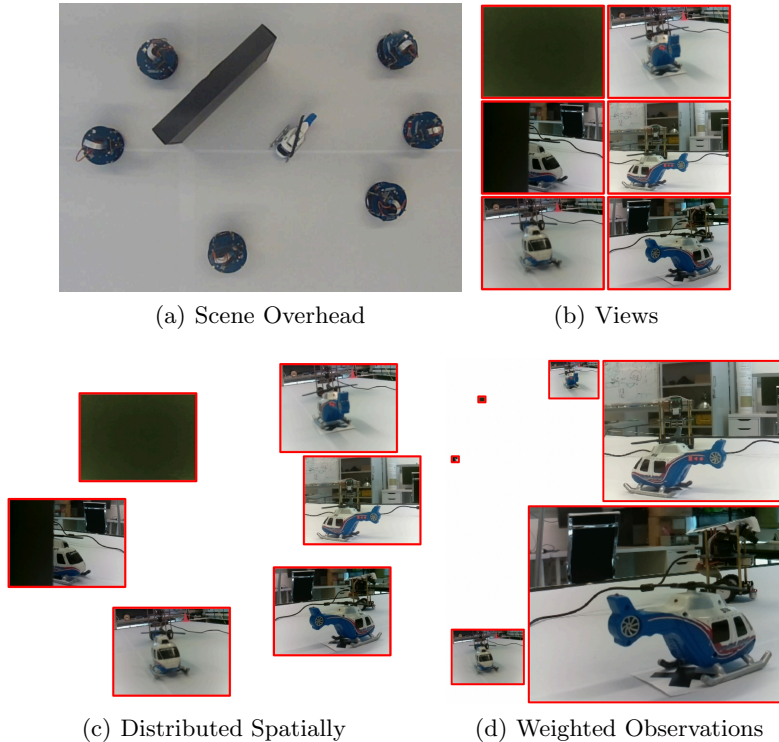 (a) Scene Overhead
(b) Views
(c) Distributed Spatially
(d) Weighted Observations